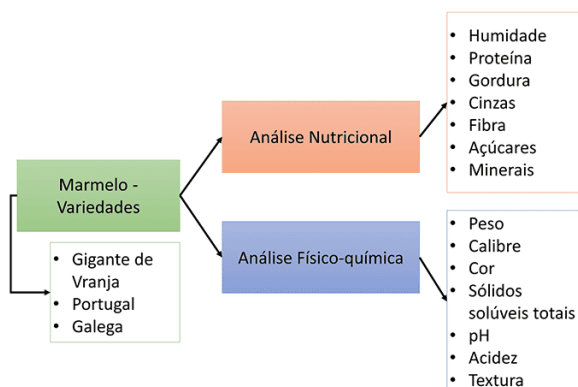 Marmelo -
Variedades
• Gigante de
Vranja
• Portugal
• Galega
Análise Nutricional
Análise Físico-química
• Humidade
• Proteína
• Gordura
• Cinzas
• Fibra
• Açúcares
• Minerais
• Peso
• Calibre
• Cor
• Sólidos
solúveis totais
• pH
• Acidez
• Textura